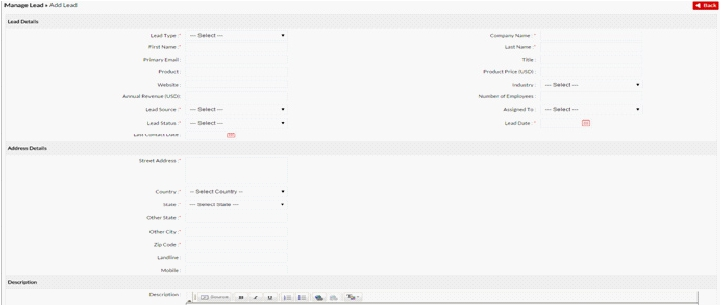 Manage Lead » Add Lead
Back
Lead Details
Lead Type: * --- Select --- Company Name: *
First Name: * Last Name: *
Primary Email: Title:
Product: Product Price (USD):
Website: Industry: --- Select ---
Annual Revenue (USD): Number of Employees:
Lead Source: * --- Select --- Assigned To: * --- Select ---
Lead Status: * --- Select --- Lead Date: *
Last Contact Date:
Address Details
Street Address: *
Country: * -- Select Country --
State: * --- Select State ---
Other State: *
Other City: *
Zip Code: *
Landline:
Mobile:
Description
Description: Source B I U